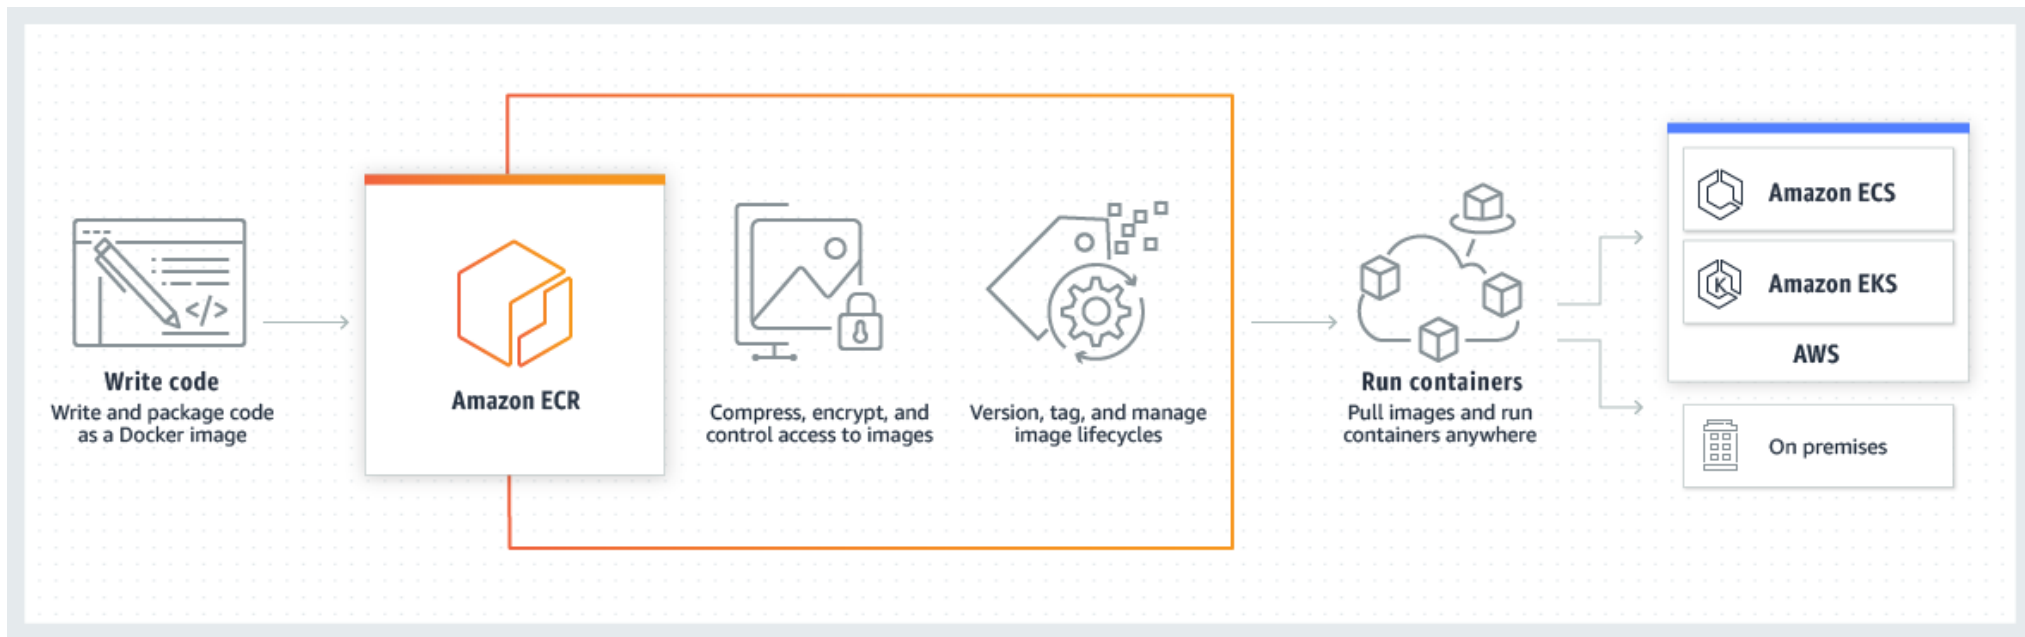 </>
Write code
Write and package code
as a Docker image
Amazon ECR
Compress, encrypt, and
control access to images
Version, tag, and manage
image lifecycles
Run containers
Pull images and run
containers anywhere
Amazon ECS
K
Amazon EKS
AWS
On premises